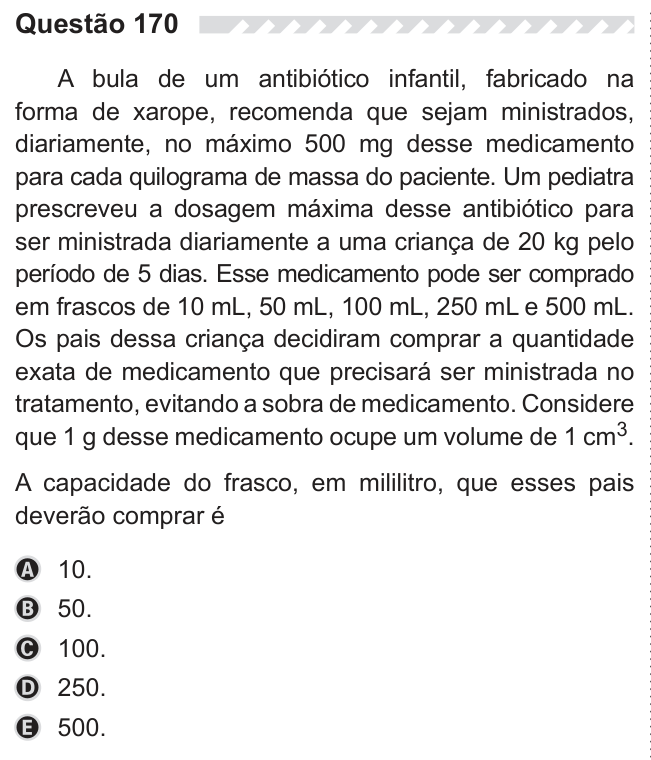 Questão 170
A bula de um antibiótico infantil, fabricado na
forma de xarope, recomenda que sejam ministrados,
diariamente, no máximo 500 mg desse medicamento
para cada quilograma de massa do paciente. Um pediatra
prescreveu a dosagem máxima desse antibiótico para
ser ministrada diariamente a uma criança de 20 kg pelo
período de 5 dias. Esse medicamento pode ser comprado
em frascos de 10 mL, 50 mL, 100 mL, 250 mL e 500 mL.
Os pais dessa criança decidiram comprar a quantidade
exata de medicamento que precisará ser ministrada no
tratamento, evitando a sobra de medicamento. Considere
que 1 g desse medicamento ocupe um volume de 1 cm³.
A capacidade do frasco, em mililitro, que esses pais
deverão comprar é
A 10.
B 50.
C 100.
D 250.
E 500.